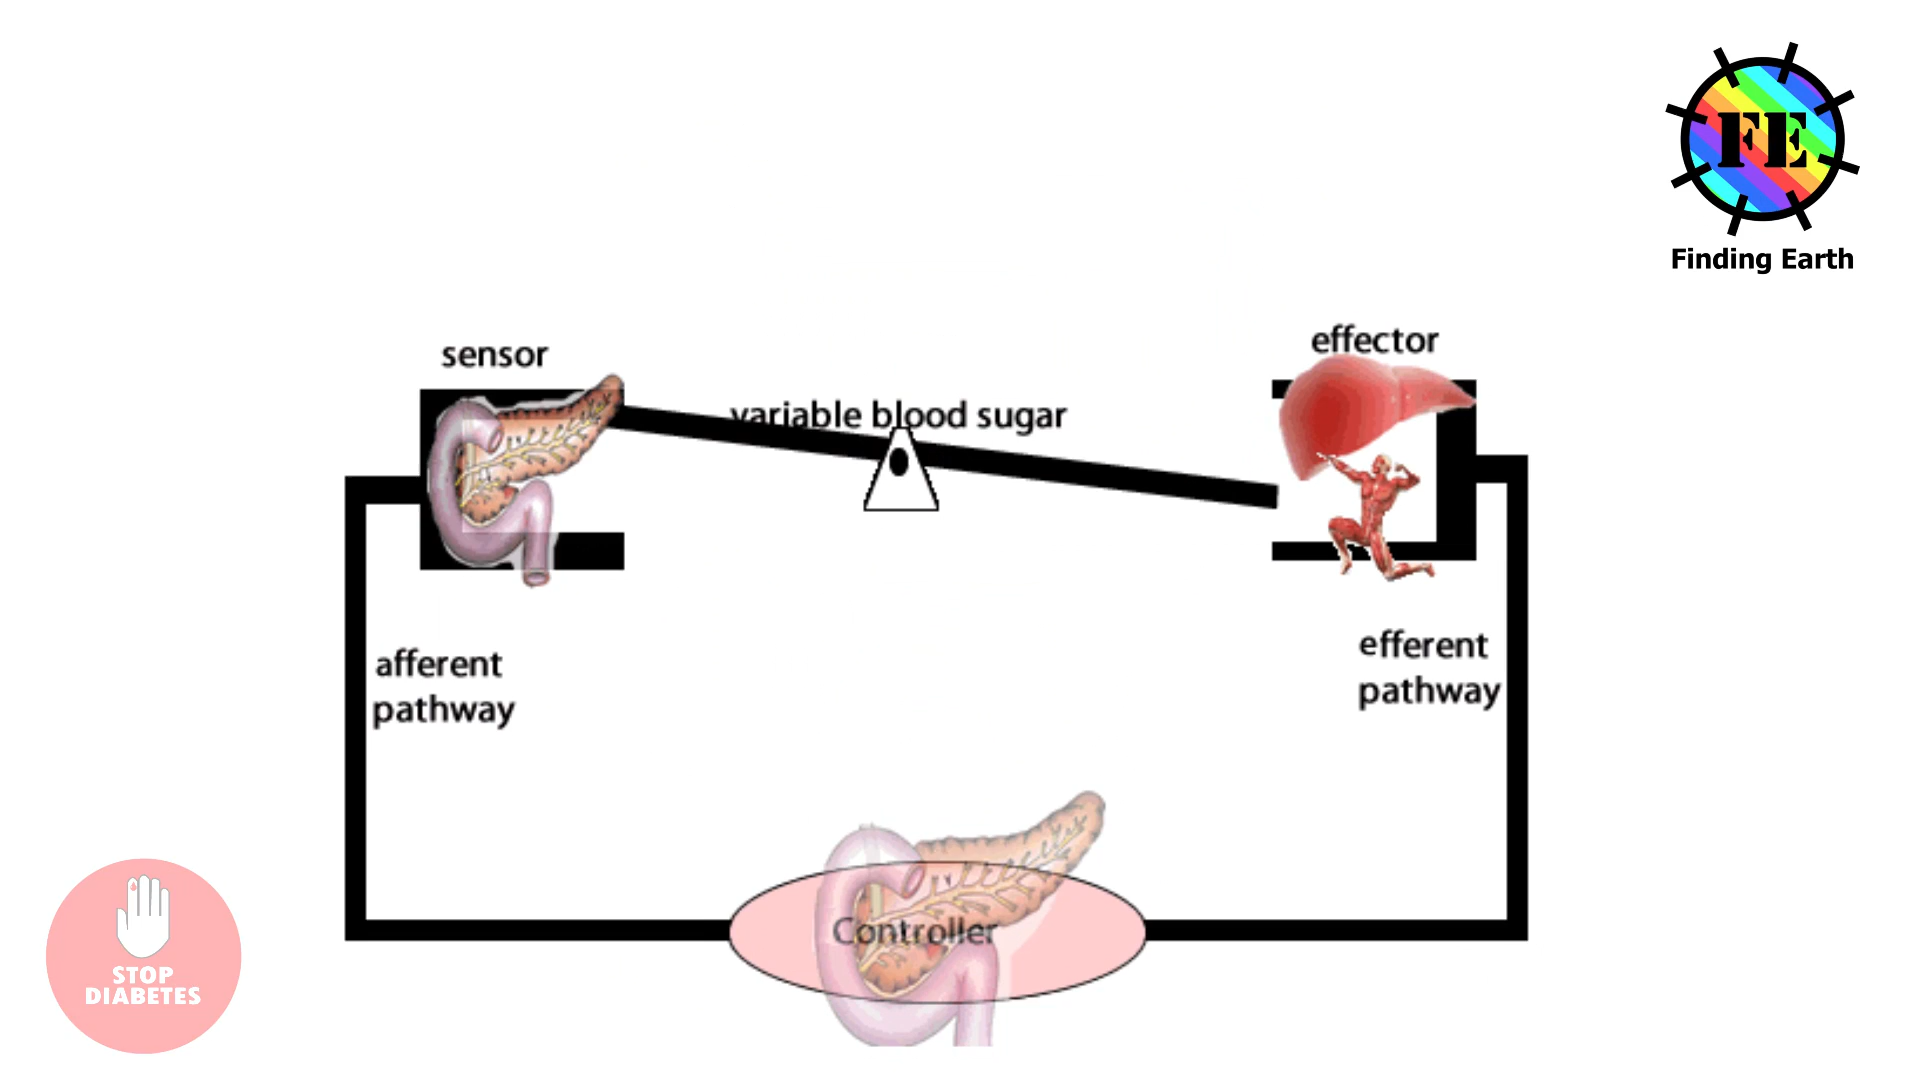 FE
Finding Earth
effector
sensor
variable blood sugar
efferent
pathway
afferent
pathway
Controller
STOP
DIABETES